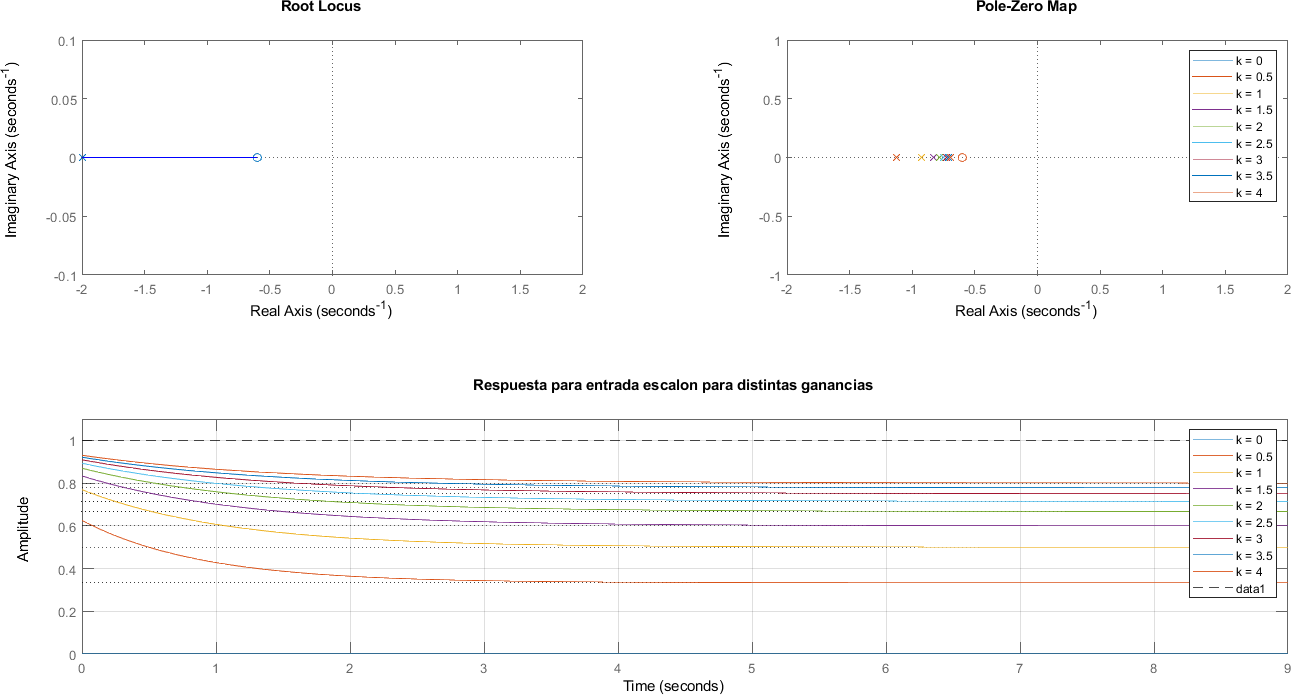 Root Locus
0.1
0.05
0
-0.05
-0.1
-2 -1.5 -1 -0.5 0 0.5 1 1.5 2
Imaginary Axis (seconds-1)
Real Axis (seconds-1)
Pole-Zero Map
1
0.5
0
-0.5
-1
-2 -1.5 -1 -0.5 0 0.5 1 1.5 2
Imaginary Axis (seconds-1)
Real Axis (seconds-1)
k = 0
k = 0.5
k = 1
k = 1.5
k = 2
k = 2.5
k = 3
k = 3.5
k = 4
Respuesta para entrada escalon para distintas ganancias
1
0.8
0.6
0.4
0.2
0
0 1 2 3 4 5 6 7 8 9
Amplitude
Time (seconds)
k = 0
k = 0.5
k = 1
k = 1.5
k = 2
k = 2.5
k = 3
k = 3.5
k = 4
data1